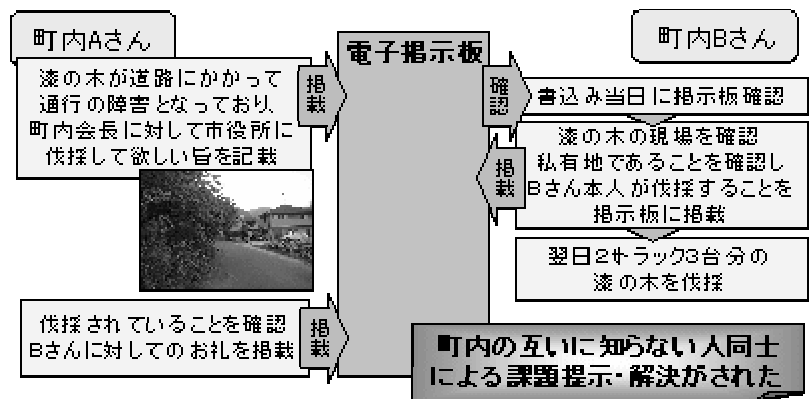 町内Aさん
漆の木が道路にかかって
通行の障害となっており、
町内会長に対して市役所に
伐採して欲しい旨を記載
掲載
電子掲示板
町内Bさん
確認
書込み当日に掲示板確認
漆の木の現場を確認
私有地であることを確認し
Bさん本人が伐採することを
掲示板に掲載
掲載
翌日2tトラック3台分の
漆の木を伐採
伐採されていることを確認
Bさんに対してのお礼を掲載
掲載
町内の互いに知らない人同士
による課題提示・解決がされた